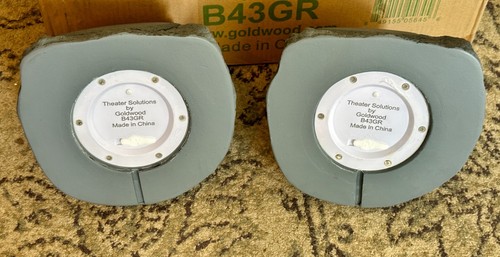 B43GR
w.goldwood
Made in China
Theater Solutions
by
Goldwood
B43GR
Made in China
Theater Solutions
by
Goldwood
B43GR
Made in China